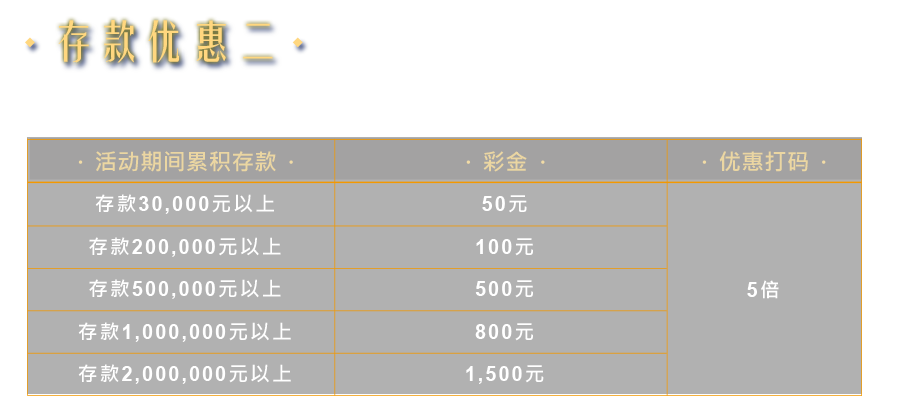 · 存款优惠二 ·
· 活动期间累积存款 · · 彩金 · · 优惠打码 ·
存款30,000元以上 50元
存款200,000元以上 100元
存款500,000元以上 500元 5倍
存款1,000,000元以上 800元
存款2,000,000元以上 1,500元